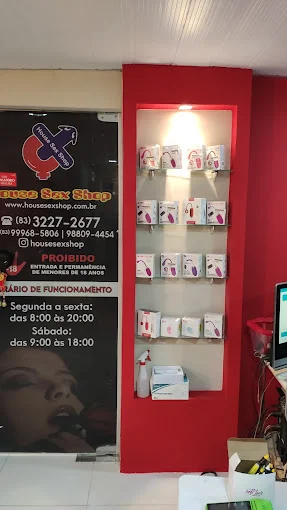 House Sex Shop
House Sex Shop
www.housesexshop.com.br
(83) 3227-2677
(83) 99968-5806 | 98809-4454
housesexshop
-18
PROIBIDO
ENTRADA E PERMANÊNCIA
DE MENORES DE 18 ANOS
ORÁRIO DE FUNCIONAMENTO
Segunda a sexta:
das 8:00 às 20:00
Sábado:
das 9:00 às 18:00